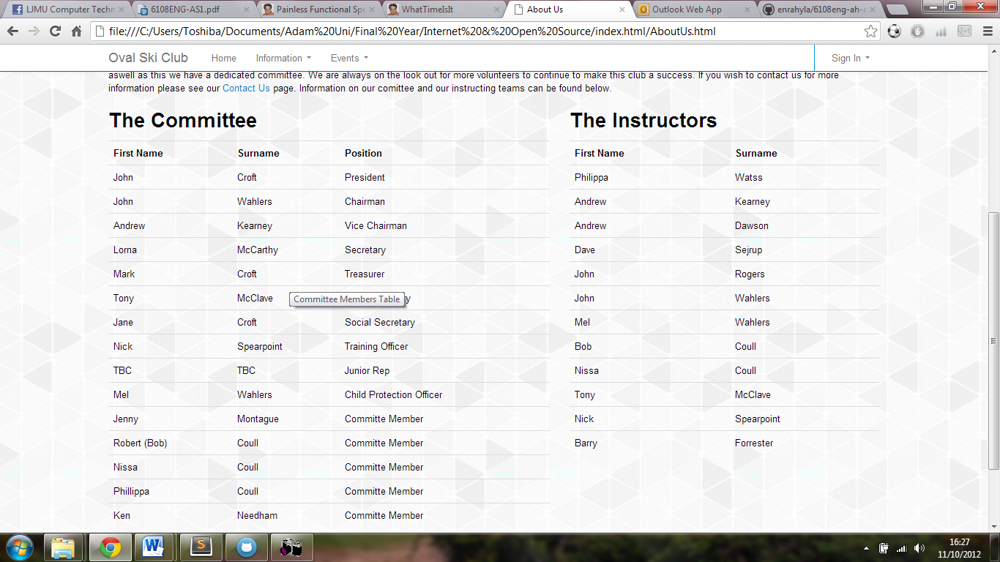 LJMU Computer Techn
6108ENG-AS1.pdf
Painless Functional Spe
WhatTimeIsIt
About Us
Outlook Web App
enrahyla/6108eng-ah-a
file:///C:/Users/Toshiba/Documents/Adam%20Uni/Final%20Year/Internet%20&%20Open%20Source/index.html/AboutUs.html
Oval Ski Club Home Information Events Sign In
aswell as this we have a dedicated committee. We are always on the look out for more volunteers to continue to make this club a success. If you wish to contact us for more
information please see our Contact Us page. Information on our comittee and our instructing teams can be found below.
The Committee
First Name Surname Position
John Croft President
John Wahlers Chairman
Andrew Kearney Vice Chairman
Lorna McCarthy Secretary
Mark Croft Treasurer
Tony McClave Committee Members Table y
Jane Croft Social Secretary
Nick Spearpoint Training Officer
TBC TBC Junior Rep
Mel Wahlers Child Protection Officer
Jenny Montague Committe Member
Robert (Bob) Coull Committe Member
Nissa Coull Committe Member
Phillippa Coull Committe Member
Ken Needham Committe Member
The Instructors
First Name Surname
Philippa Watss
Andrew Kearney
Andrew Dawson
Dave Sejrup
John Rogers
John Wahlers
Mel Wahlers
Bob Coull
Nissa Coull
Tony McClave
Nick Spearpoint
Barry Forrester
16:27
11/10/2012